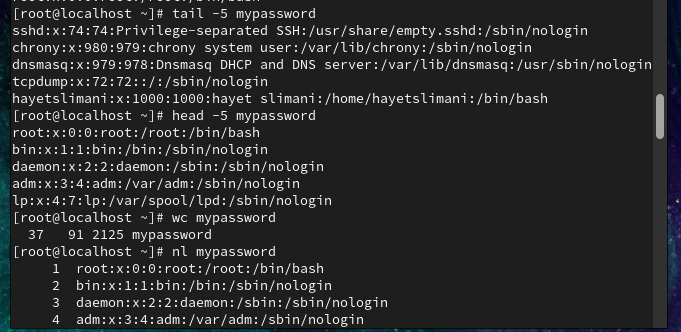 [root@localhost ~]# tail -5 mypassword
sshd:x:74:74:Privilege-separated SSH:/usr/share/empty.sshd:/sbin/nologin
chrony:x:980:979:chrony system user:/var/lib/chrony:/sbin/nologin
dnsmasq:x:979:978:Dnsmasq DHCP and DNS server:/var/lib/dnsmasq:/usr/sbin/nologin
tcpdump:x:72:72::/:/sbin/nologin
hayetslimani:x:1000:1000:hayet slimani:/home/hayetslimani:/bin/bash
[root@localhost ~]# head -5 mypassword
root:x:0:0:root:/root:/bin/bash
bin:x:1:1:bin:/bin:/sbin/nologin
daemon:x:2:2:daemon:/sbin:/sbin/nologin
adm:x:3:4:adm:/var/adm:/sbin/nologin
lp:x:4:7:lp:/var/spool/lpd:/sbin/nologin
[root@localhost ~]# wc mypassword
37 91 2125 mypassword
[root@localhost ~]# nl mypassword
1 root:x:0:0:root:/root:/bin/bash
2 bin:x:1:1:bin:/bin:/sbin/nologin
3 daemon:x:2:2:daemon:/sbin:/sbin/nologin
4 adm:x:3:4:adm:/var/adm:/sbin/nologin